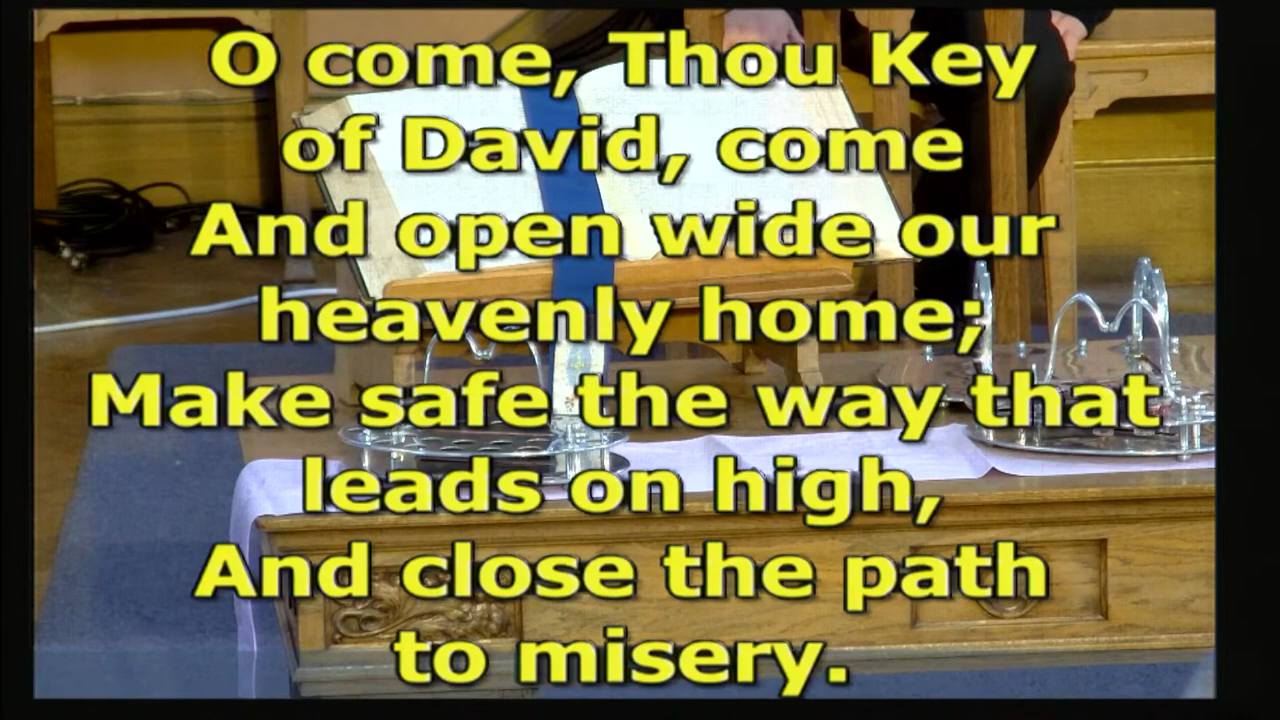 O come, Thou Key
of David, come
And open wide our
heavenly home;
Make safe the way that
leads on high,
And close the path
to misery.